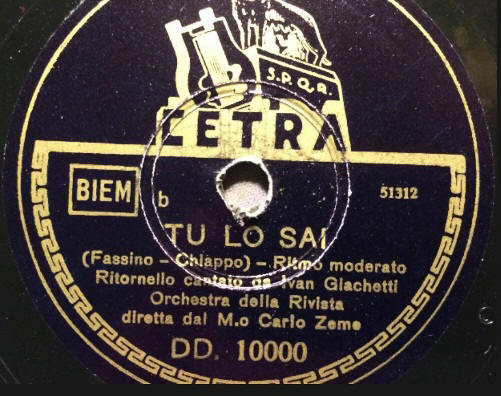 S.P.Q.R.
CETRA
BIEM b 51312
TU LO SAI
(Fassino - Chiappo) - Ritmo moderato
Ritornello cantato da Ivan Giachetti
Orchestra della Rivista
diretta dal M.o Carlo Zeme
DD. 10000